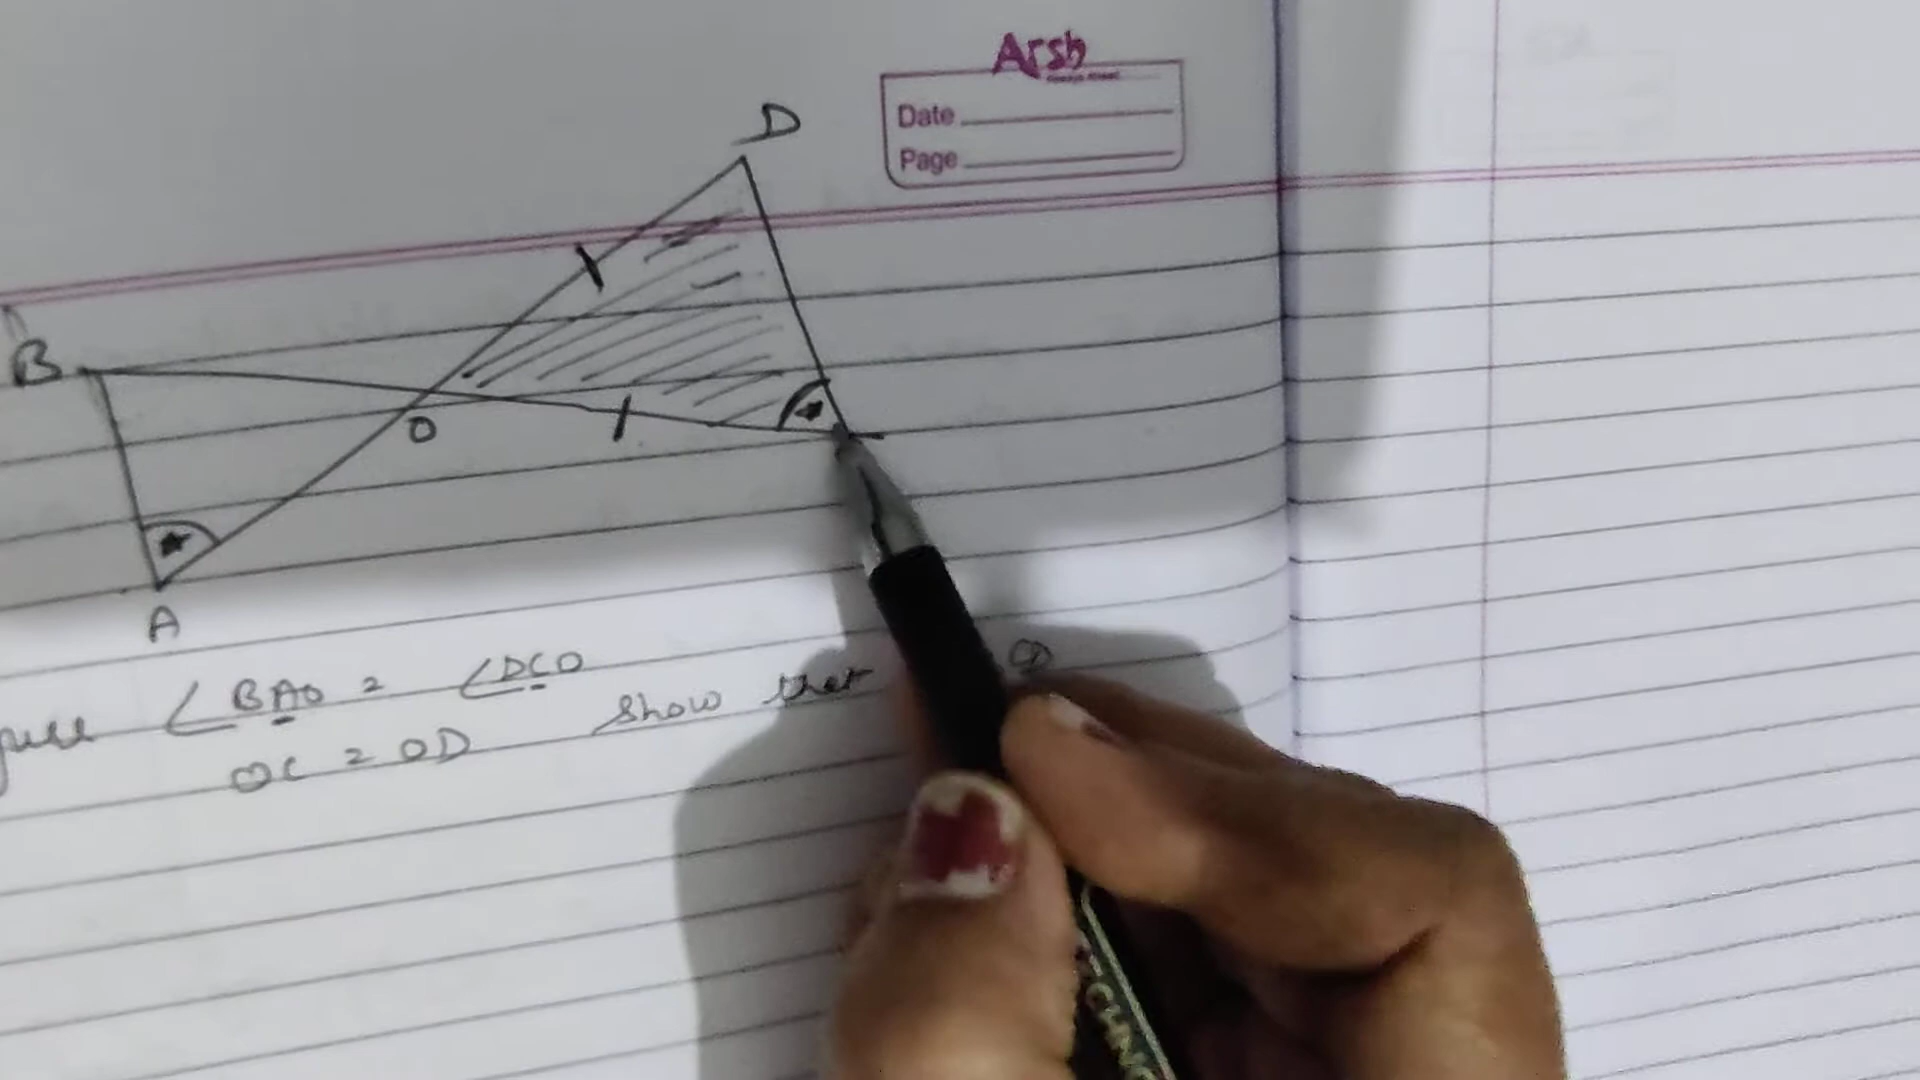 Arsh
Date
Page
D
B
O
A
∠BAO = ∠DCO
OC = OD Show that